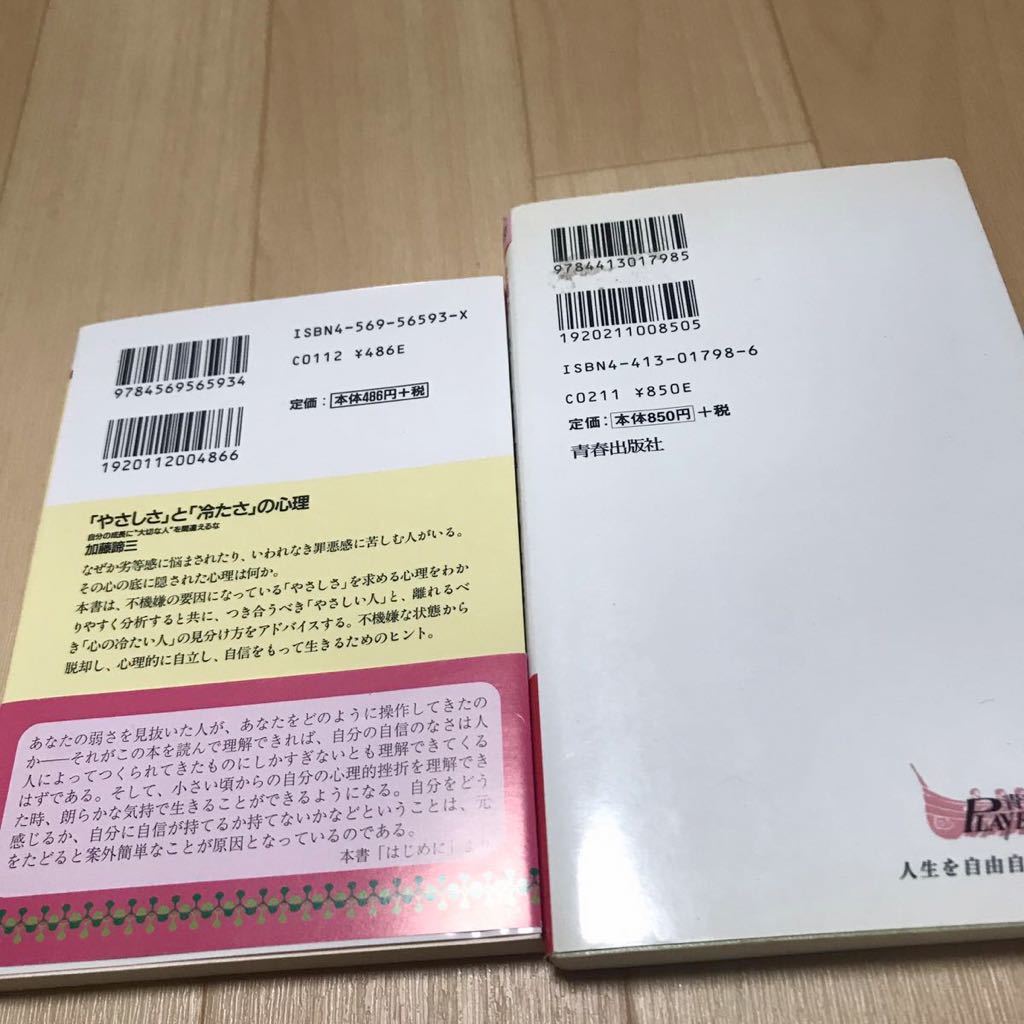 9784569565934
1920112004866
ISBN4-569-56593-X
C0112 ¥486E
定価：本体486円+税
「やさしさ」と「冷たさ」の心理
自分の成長に"大切な人"を間違えるな
加藤諦三
なぜか劣等感に悩まされたり、いわれなき罪悪感に苦しむ人がいる。
その心の底に隠された心理は何か。
本書は、不機嫌の要因になっている「やさしさ」を求める心理をわか
りやすく分析すると共に、つき合うべき「やさしい人」と、離れるべ
き「心の冷たい人」の見分け方をアドバイスする。不機嫌な状態から
脱却し、心理的に自立し、自信をもって生きるためのヒント。
あなたの弱さを見抜いた人が、あなたをどのように操作してきたの
か――それがこの本を読んで理解できれば、自分の自信のなさは人
人によってつくられてきたものにしかすぎないとも理解できてくる
はずである。そして、小さい頃からの自分の心理的挫折を理解でき
た時、朗らかな気持で生きることができるようになる。自分をどう
感じるか、自分に自信が持てるか持てないかなどということは、元
をたどると案外簡単なことが原因となっているのである。
本書「はじめに」より
9784413017985
1920211008505
ISBN4-413-01798-6
C0211 ¥850E
定価：本体850円+税
青春出版社
青
PLAYB
人生を自由自